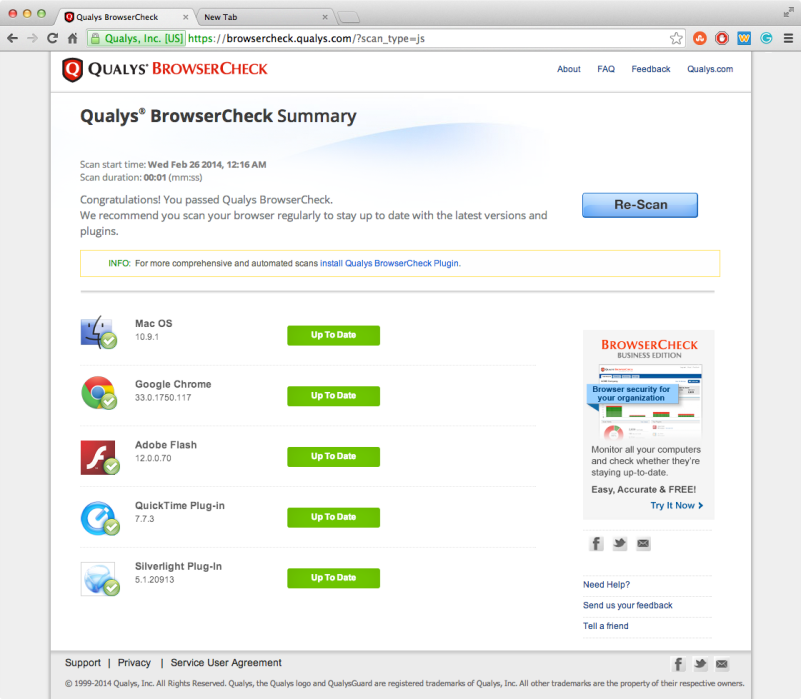 Qualys BrowserCheck
New Tab
Qualys, Inc. [US] https://browsercheck.qualys.com/?scan_type=js
QUALYS® BROWSERCHECK
About FAQ Feedback Qualys.com
Qualys® BrowserCheck Summary
Scan start time: Wed Feb 26 2014, 12:16 AM
Scan duration: 00:01 (mm:ss)
Congratulations! You passed Qualys BrowserCheck.
We recommend you scan your browser regularly to stay up to date with the latest versions and
plugins.
Re-Scan
INFO: For more comprehensive and automated scans install Qualys BrowserCheck Plugin.
Mac OS
10.9.1
Up To Date
Google Chrome
33.0.1750.117
Up To Date
Adobe Flash
12.0.0.70
Up To Date
QuickTime Plug-in
7.7.3
Up To Date
Silverlight Plug-In
5.1.20913
Up To Date
BROWSERCHECK
BUSINESS EDITION
Browser security for
your organization
Monitor all your computers
and check whether they're
staying up-to-date.
Easy, Accurate & FREE!
Try It Now
Need Help?
Send us your feedback
Tell a friend
Support | Privacy | Service User Agreement
© 1999-2014 Qualys, Inc. All Rights Reserved. Qualys, the Qualys logo and QualysGuard are registered trademarks of Qualys, Inc. All other trademarks are the property of their respective owners.